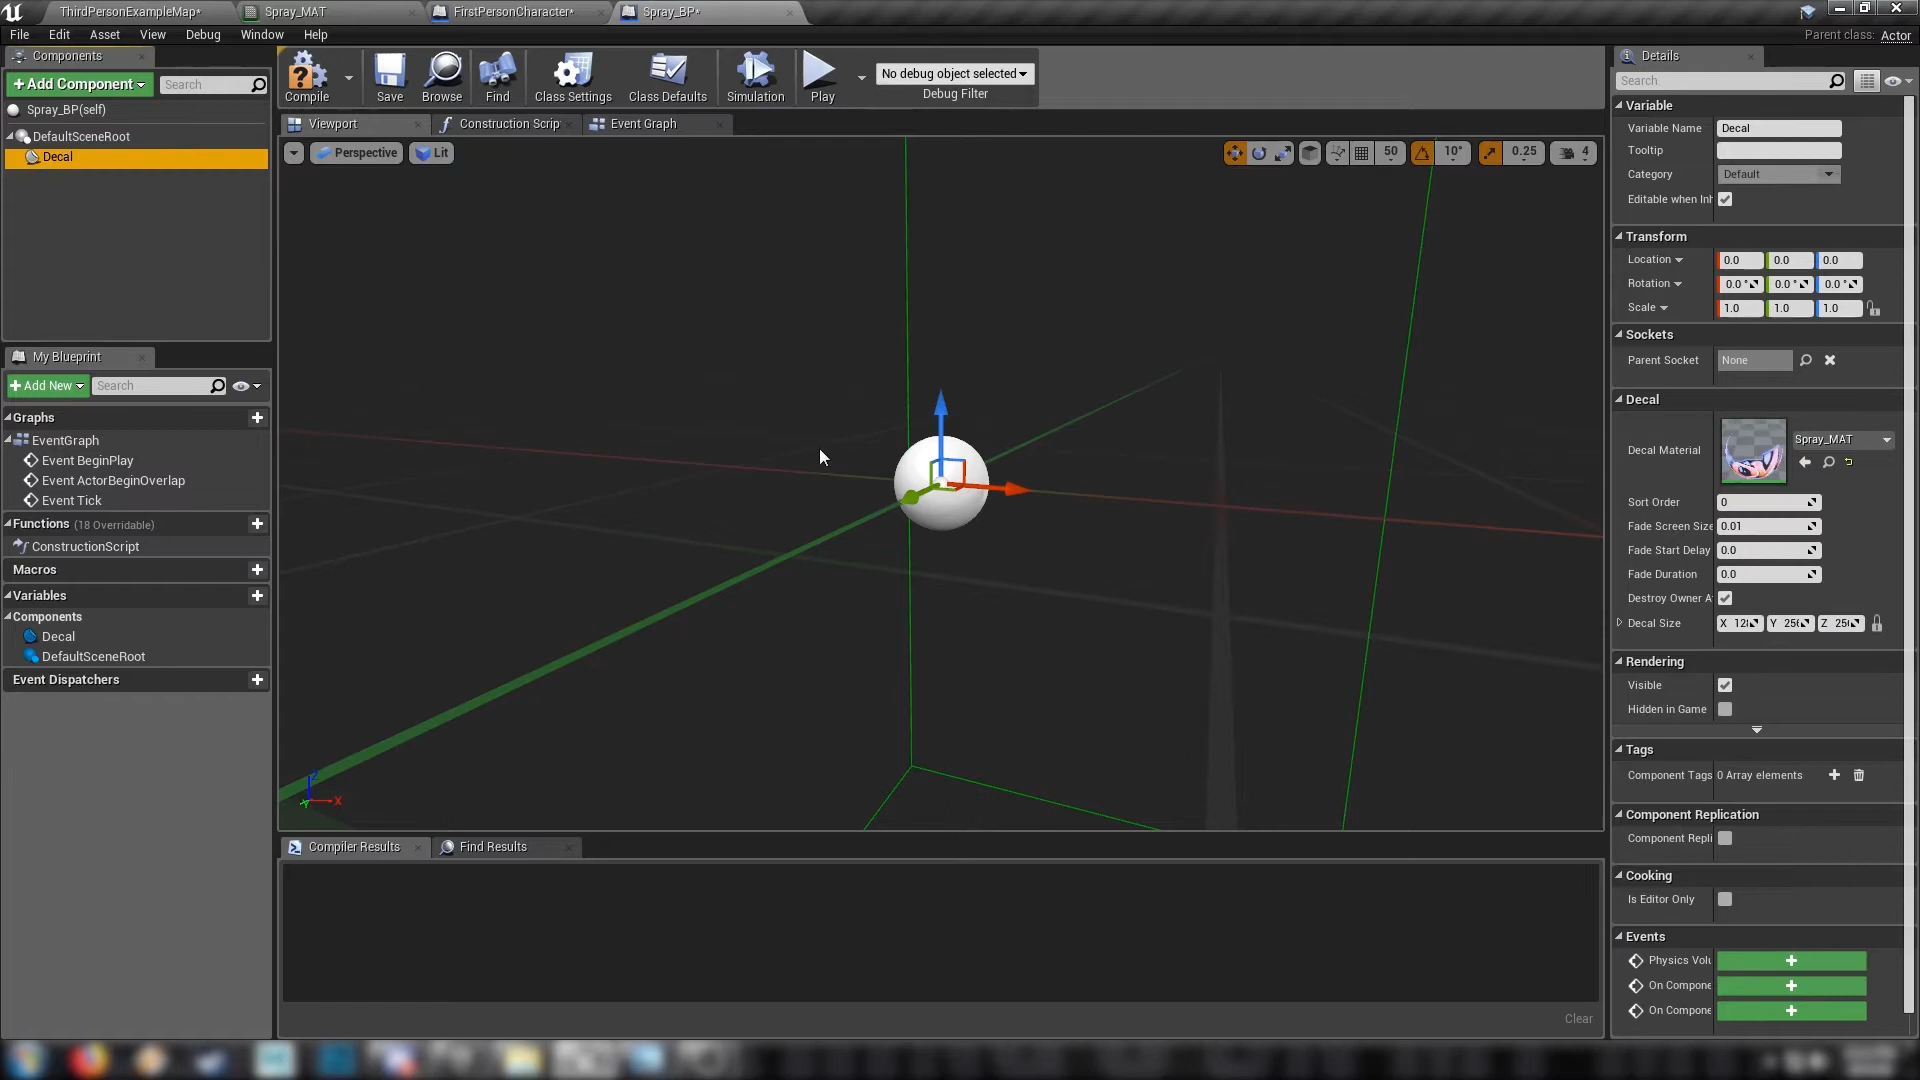 ThirdPersonExampleMap*
Spray_MAT
FirstPersonCharacter*
Spray_BP*
File
Edit
Asset
View
Window
Debug
Help
Parent class: Actor
Components
+Add Component
Search
Spray_BP(self)
DefaultSceneRoot
Decal
Compile
Save
Browse
Find
Class Settings
Class Defaults
Simulation
Play
No debug object selected
Debug Filter
Viewport
Construction Scrip
Event Graph
Perspective
Lit
50
10°
0.25
4
Z
X
Y
My Blueprint
+Add New
Search
Graphs
EventGraph
Event BeginPlay
Event ActorBeginOverlap
Event Tick
Functions (18 Overridable)
ConstructionScript
Macros
Variables
Components
Decal
DefaultSceneRoot
Event Dispatchers
Compiler Results
Find Results
Clear
Details
Search
Variable
Variable Name Decal
Tooltip
Category Default
Editable when Inh
Transform
Location 0.0 0.0 0.0
Rotation 0.0 ° 0.0 ° 0.0 °
Scale 1.0 1.0 1.0
Sockets
Parent Socket None
Decal
Decal Material Spray_MAT
Sort Order 0
Fade Screen Size 0.01
Fade Start Delay 0.0
Fade Duration 0.0
Destroy Owner A
Decal Size X 128 Y 256 Z 256
Rendering
Visible
Hidden in Game
Tags
Component Tags 0 Array elements
Component Replication
Component Repli
Cooking
Is Editor Only
Events
Physics Volu
On Compone
On Compone